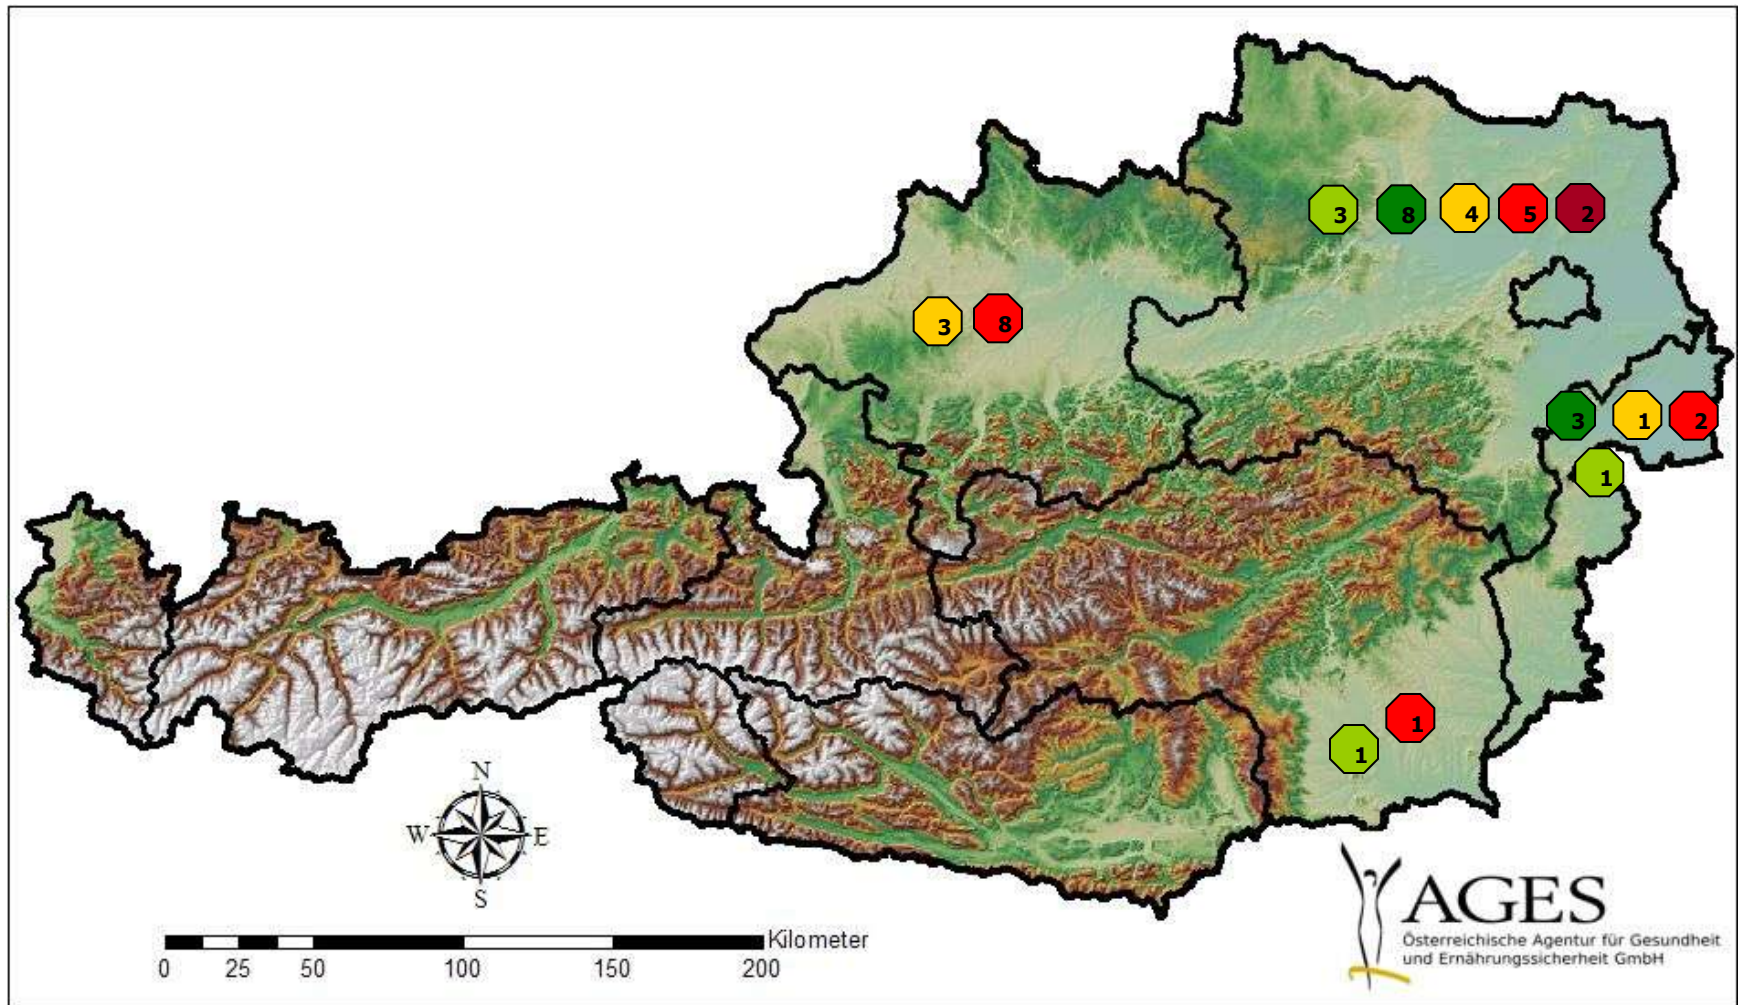 3 8 4 5 2
3 8
3 1 2
1
1
1
N
W E
S
Kilometer
0 25 50 100 150 200
AGES
Österreichische Agentur für Gesundheit
und Ernährungssicherheit GmbH